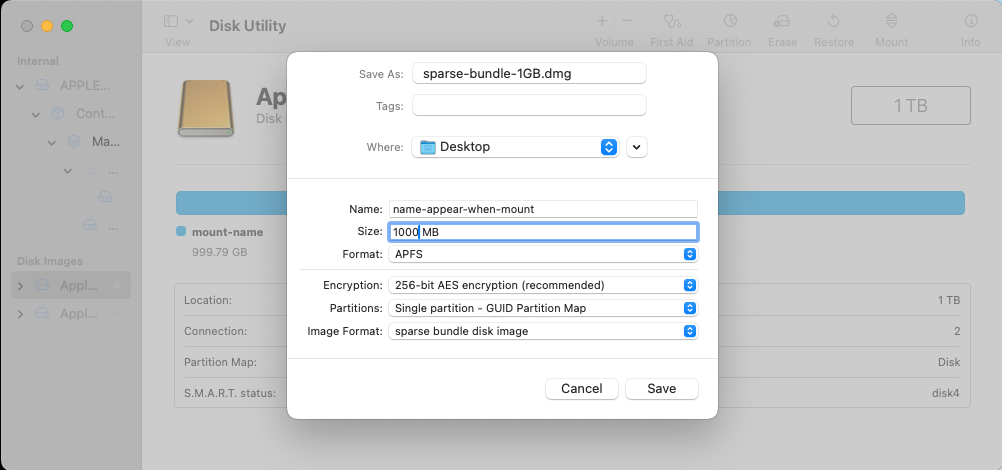 Disk Utility
View
Volume
First Aid
Partition
Erase
Restore
Mount
Info
Internal
APPLE...
Cont...
Ma...
...
...
Disk Images
Appl...
Appl...
Ap
Disk
1 TB
mount-name
999.79 GB
Location:
1 TB
Connection:
2
Partition Map:
Disk
S.M.A.R.T. status:
disk4
Save As: sparse-bundle-1GB.dmg
Tags:
Where: Desktop
Name: name-appear-when-mount
Size: 1000 MB
Format: APFS
Encryption: 256-bit AES encryption (recommended)
Partitions: Single partition - GUID Partition Map
Image Format: sparse bundle disk image
Cancel
Save